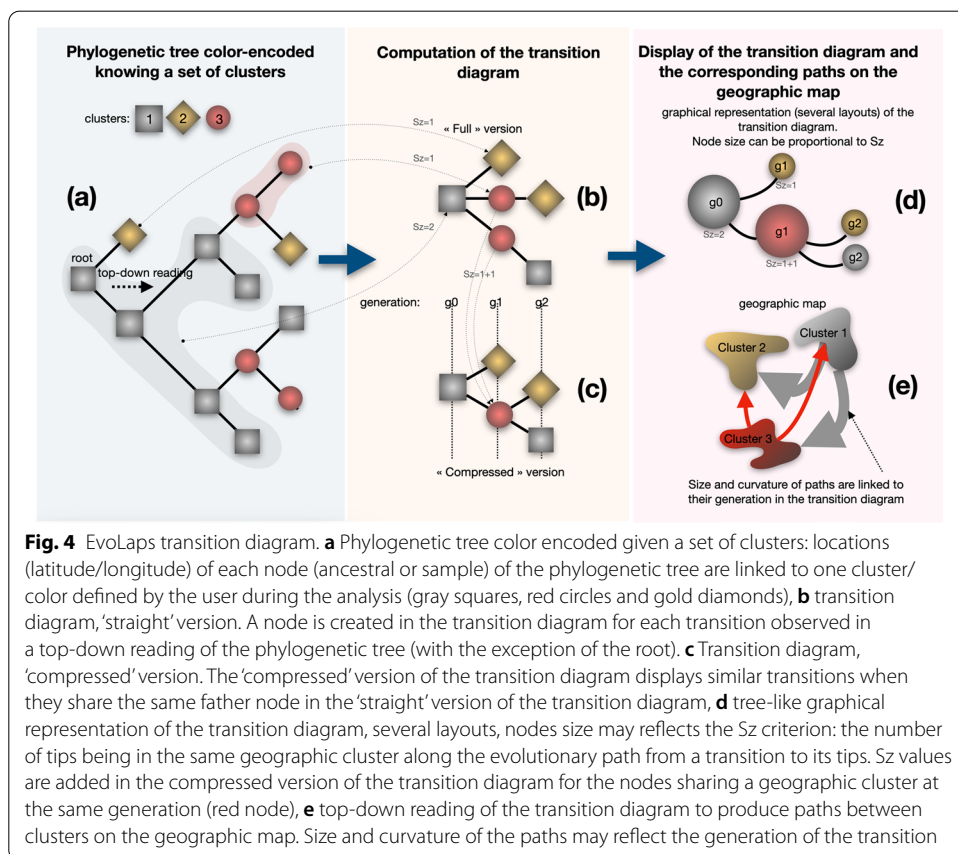 Phylogenetic tree color-encoded
knowing a set of clusters
clusters: 1 2 3
(a)
root
top-down reading
Computation of the transition
diagram
Sz=1
« Full » version
Sz=1
(b)
Sz=2
Sz=1+1
generation: g0 g1 g2
(c)
« Compressed » version
Display of the transition diagram and
the corresponding paths on the
geographic map
graphical representation (several layouts) of the
transition diagram.
Node size can be proportional to Sz
g1
g0
Sz=1
(d)
g1
g2
Sz=2
g2
Sz=1+1
geographic map
Cluster 1
Cluster 2
(e)
Cluster 3
Size and curvature of paths are linked to
their generation in the transition diagram
Fig. 4 EvoLaps transition diagram. a Phylogenetic tree color encoded given a set of clusters: locations
(latitude/longitude) of each node (ancestral or sample) of the phylogenetic tree are linked to one cluster/
color defined by the user during the analysis (gray squares, red circles and gold diamonds), b transition
diagram, ‘straight’ version. A node is created in the transition diagram for each transition observed in
a top-down reading of the phylogenetic tree (with the exception of the root). c Transition diagram,
‘compressed’ version. The ‘compressed’ version of the transition diagram displays similar transitions when
they share the same father node in the ‘straight’ version of the transition diagram, d tree-like graphical
representation of the transition diagram, several layouts, nodes size may reflects the Sz criterion: the number
of tips being in the same geographic cluster along the evolutionary path from a transition to its tips. Sz values
are added in the compressed version of the transition diagram for the nodes sharing a geographic cluster at
the same generation (red node), e top-down reading of the transition diagram to produce paths between
clusters on the geographic map. Size and curvature of the paths may reflect the generation of the transition